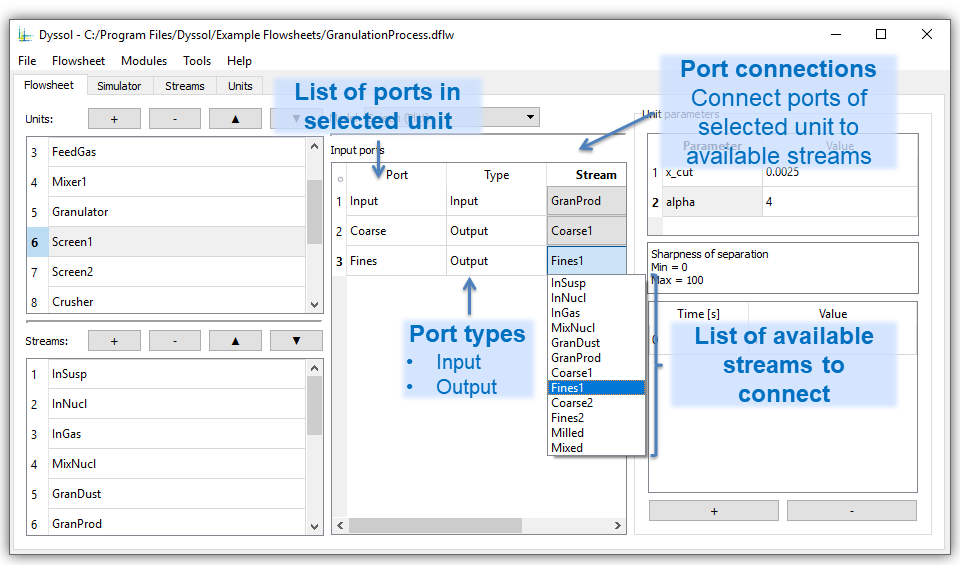 Dyssol - C:/Program Files/Dyssol/Example Flowsheets/GranulationProcess.dflw
File Flowsheet Modules Tools Help
Flowsheet Simulator Streams Units
Units: + - ▲ ▼
3 FeedGas
4 Mixer1
5 Granulator
6 Screen1
7 Screen2
8 Crusher
Streams: + - ▲ ▼
1 InSusp
2 InNucl
3 InGas
4 MixNucl
5 GranDust
6 GranProd
List of ports in
selected unit
Input ports
Port Type Stream
1 Input Input GranProd
2 Coarse Output Coarse1
3 Fines Output Fines1
InSusp
InNucl
InGas
MixNucl
GranDust
GranProd
Coarse1
Fines1
Coarse2
Fines2
Milled
Mixed
Port types
• Input
• Output
Port connections
Connect ports of
selected unit to
available streams
Unit parameters
Parameter Value
1 x_cut 0.0025
2 alpha 4
Sharpness of separation
Min = 0
Max = 100
Time [s] Value
0
List of available
streams to
connect
+ -